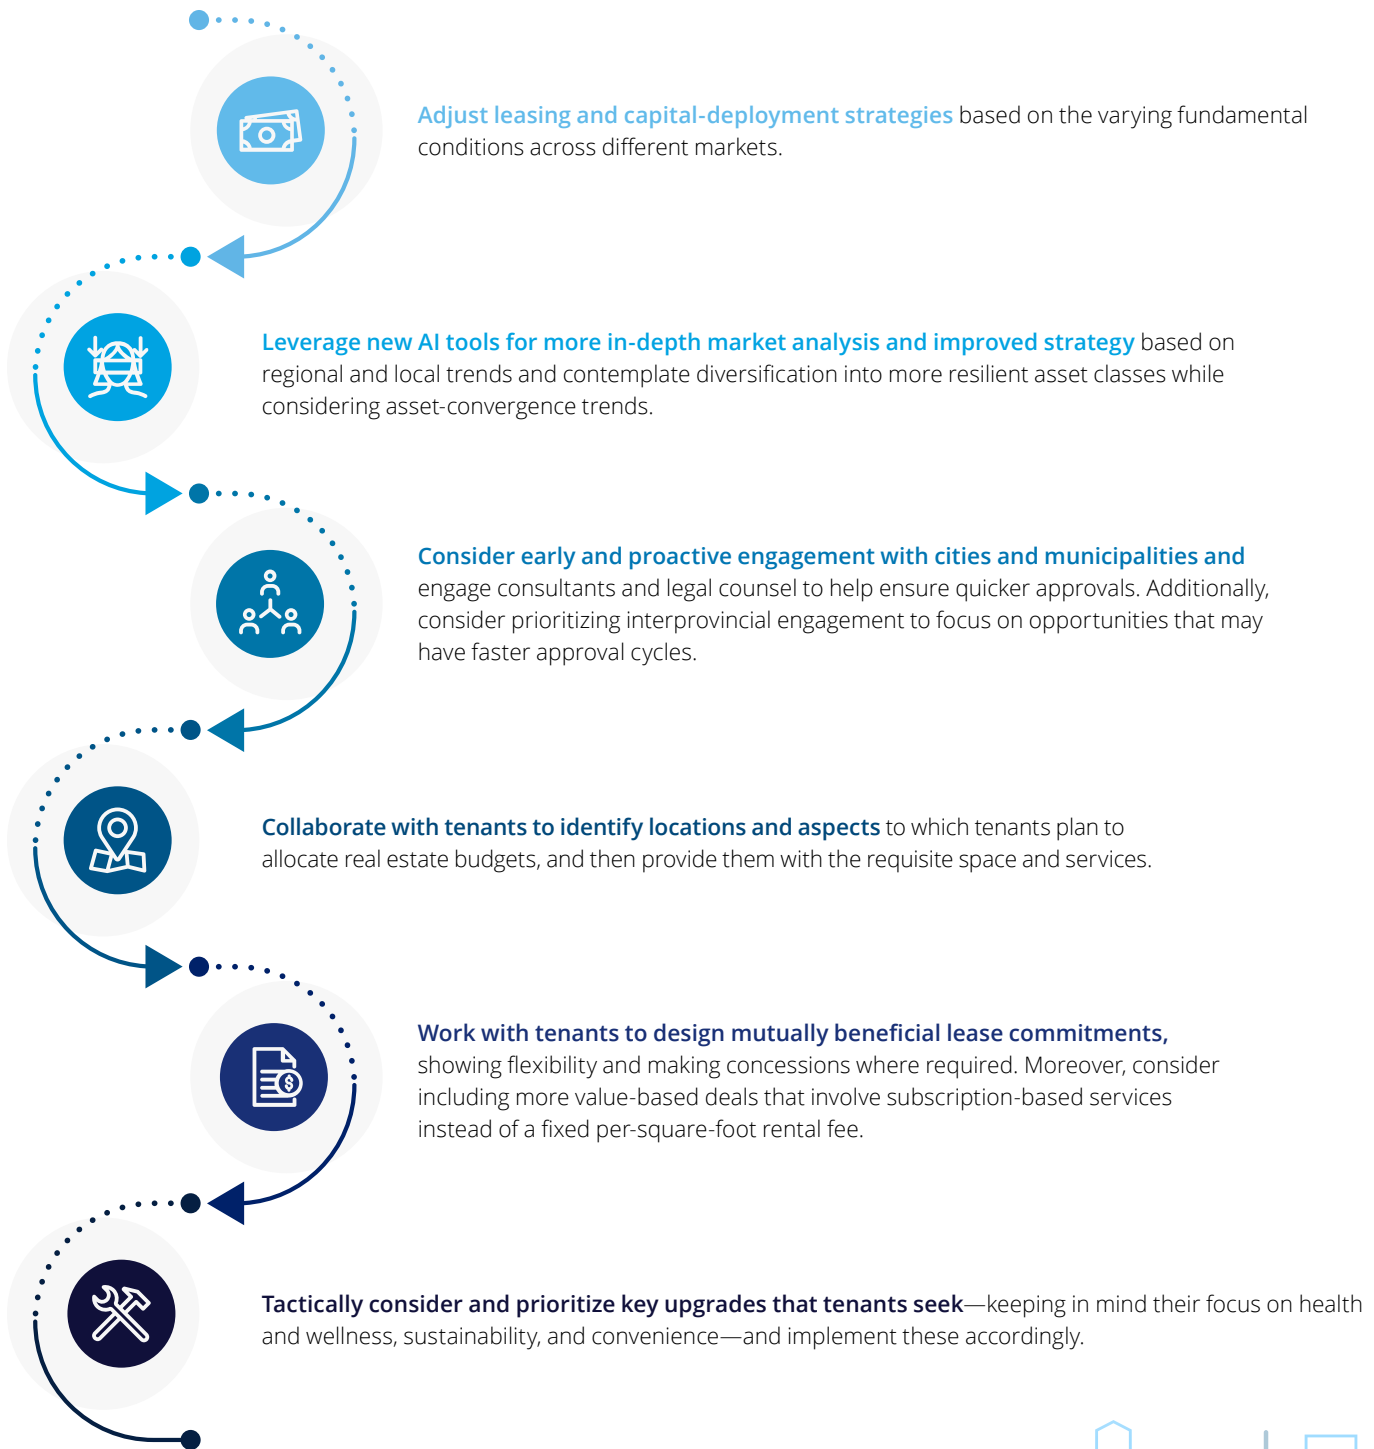 Adjust leasing and capital-deployment strategies based on the varying fundamental
conditions across different markets.
Leverage new AI tools for more in-depth market analysis and improved strategy based on
regional and local trends and contemplate diversification into more resilient asset classes while
considering asset-convergence trends.
Consider early and proactive engagement with cities and municipalities and
engage consultants and legal counsel to help ensure quicker approvals. Additionally,
consider prioritizing interprovincial engagement to focus on opportunities that may
have faster approval cycles.
Collaborate with tenants to identify locations and aspects to which tenants plan to
allocate real estate budgets, and then provide them with the requisite space and services.
Work with tenants to design mutually beneficial lease commitments,
showing flexibility and making concessions where required. Moreover, consider
including more value-based deals that involve subscription-based services
instead of a fixed per-square-foot rental fee.
Tactically consider and prioritize key upgrades that tenants seek—keeping in mind their focus on health
and wellness, sustainability, and convenience—and implement these accordingly.